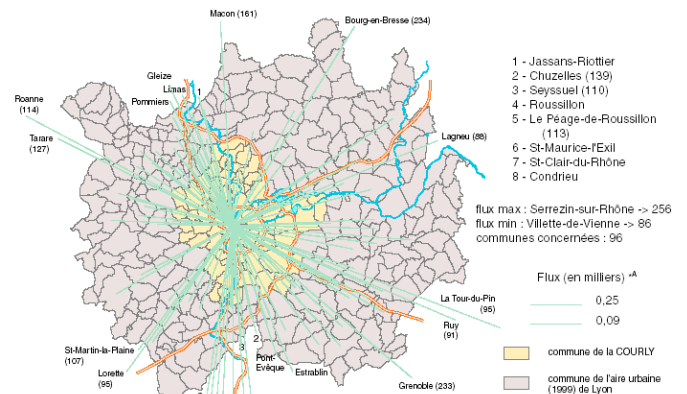 Macon (161)
Bourg-en-Bresse (234)
Gleize
Limas
Pommiers
1
Roanne
(114)
Tarare
(127)
Lagneu (88)
1 - Jassans-Riottier
2 - Chuzelles (139)
3 - Seyssuel (110)
4 - Roussillon
5 - Le Péage-de-Roussillon
(113)
6 - St-Maurice-l'Exil
7 - St-Clair-du-Rhône
8 - Condrieu
flux max : Serrezin-sur-Rhône -> 256
flux min : Villette-de-Vienne -> 86
communes concernées : 96
Flux (en milliers) *A
0,25
0,09
commune de la COURLY
commune de l'aire urbaine
(1999) de Lyon
La Tour-du-Pin
(95)
Ruy
(91)
St-Martin-la-Plaine
(107)
Lorette
(95)
3
2
Pont-
Evêque
Estrablin
Grenoble (233)